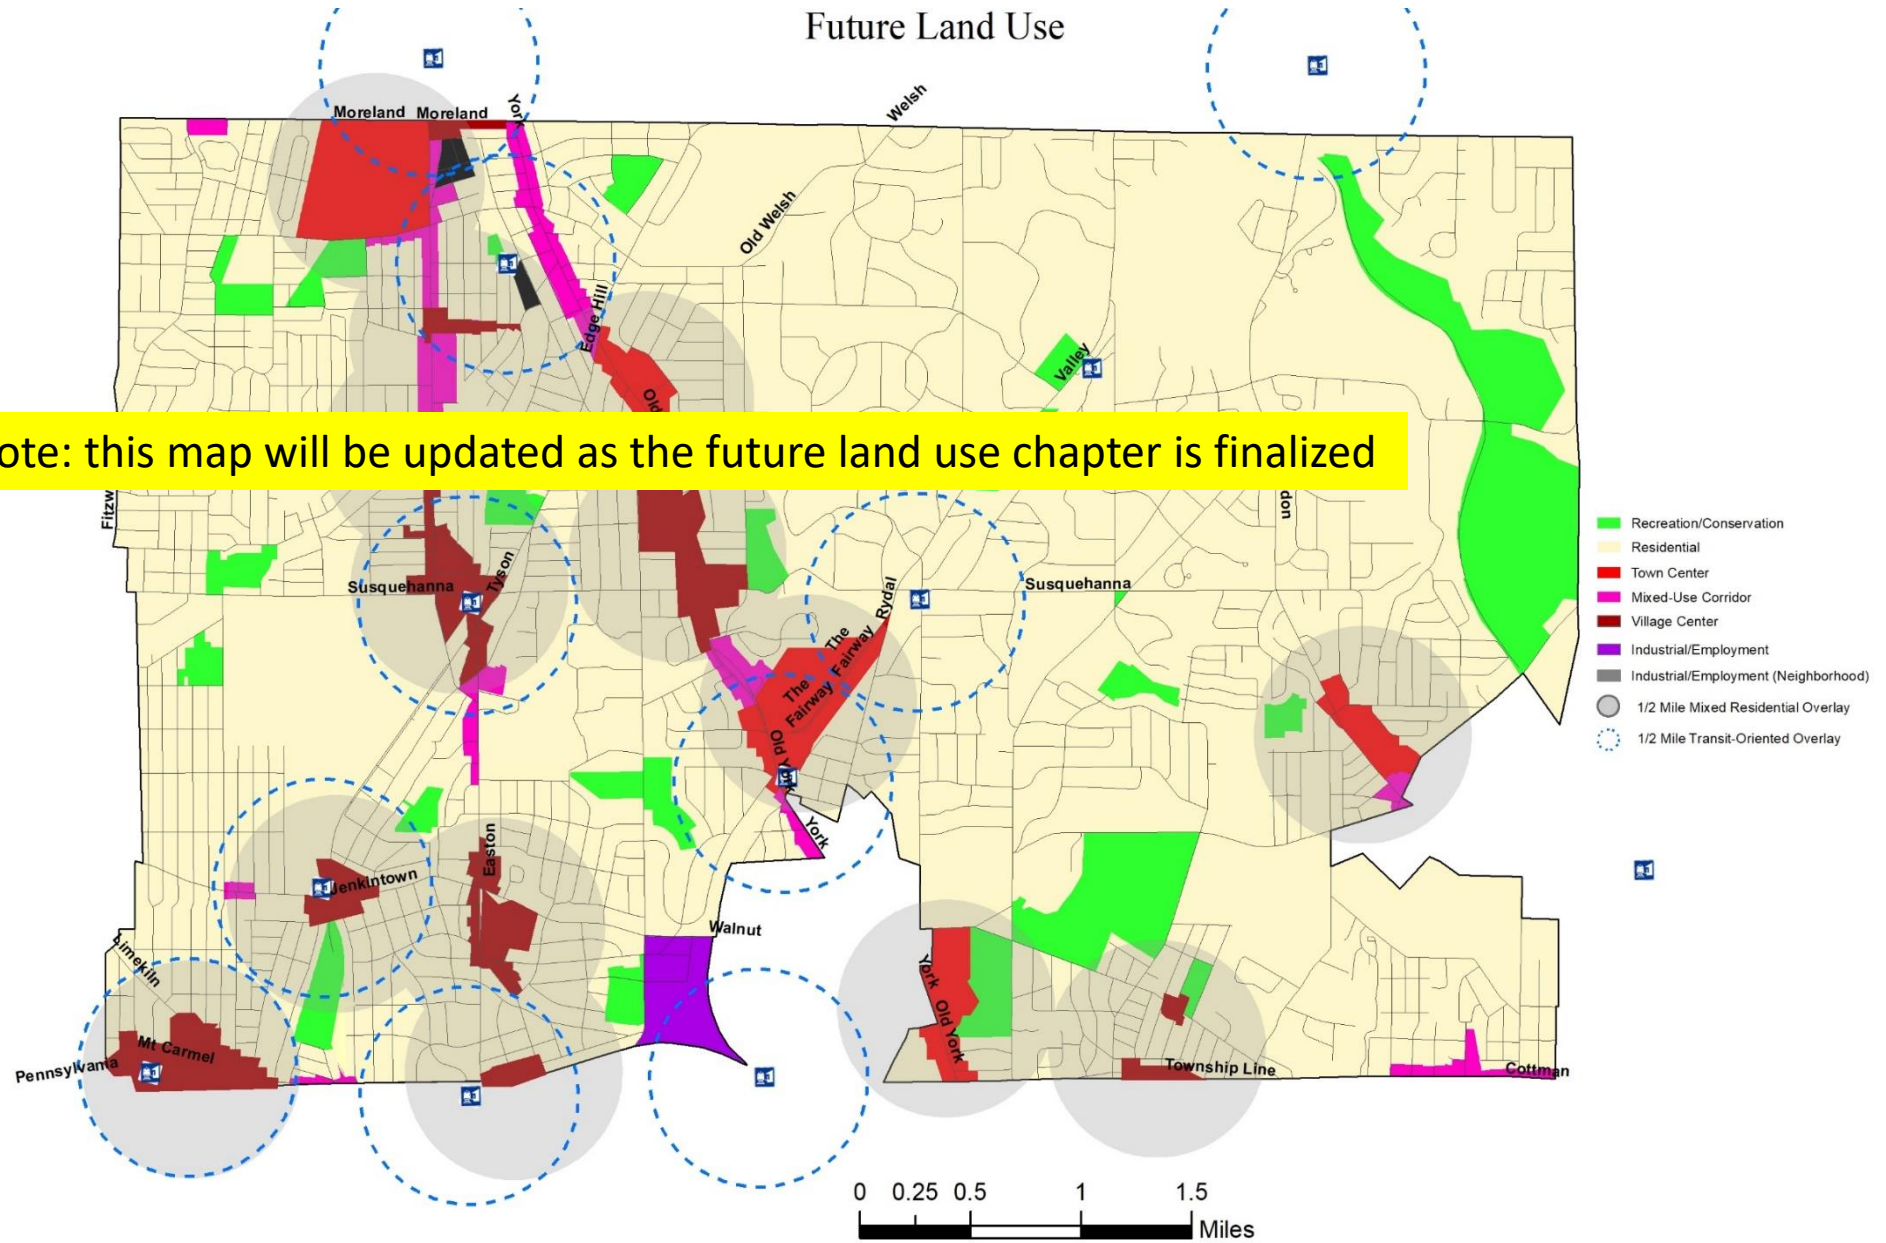 Future Land Use
Moreland
Moreland
York
Welsh
Old Welsh
Edge Hill
Valley
Old
ote: this map will be updated as the future land use chapter is finalized
Fitzw
don
Susquehanna
Tyson
Susquehanna
Rydal
The
Fairway
The
Fairway
Old York
York
Easton
Jenkintown
Walnut
Limekiln
Mt Carmel
Pennsylvania
York
Old York
Township Line
Cottman
Recreation/Conservation
Residential
Town Center
Mixed-Use Corridor
Village Center
Industrial/Employment
Industrial/Employment (Neighborhood)
1/2 Mile Mixed Residential Overlay
1/2 Mile Transit-Oriented Overlay
0 0.25 0.5 1 1.5
Miles